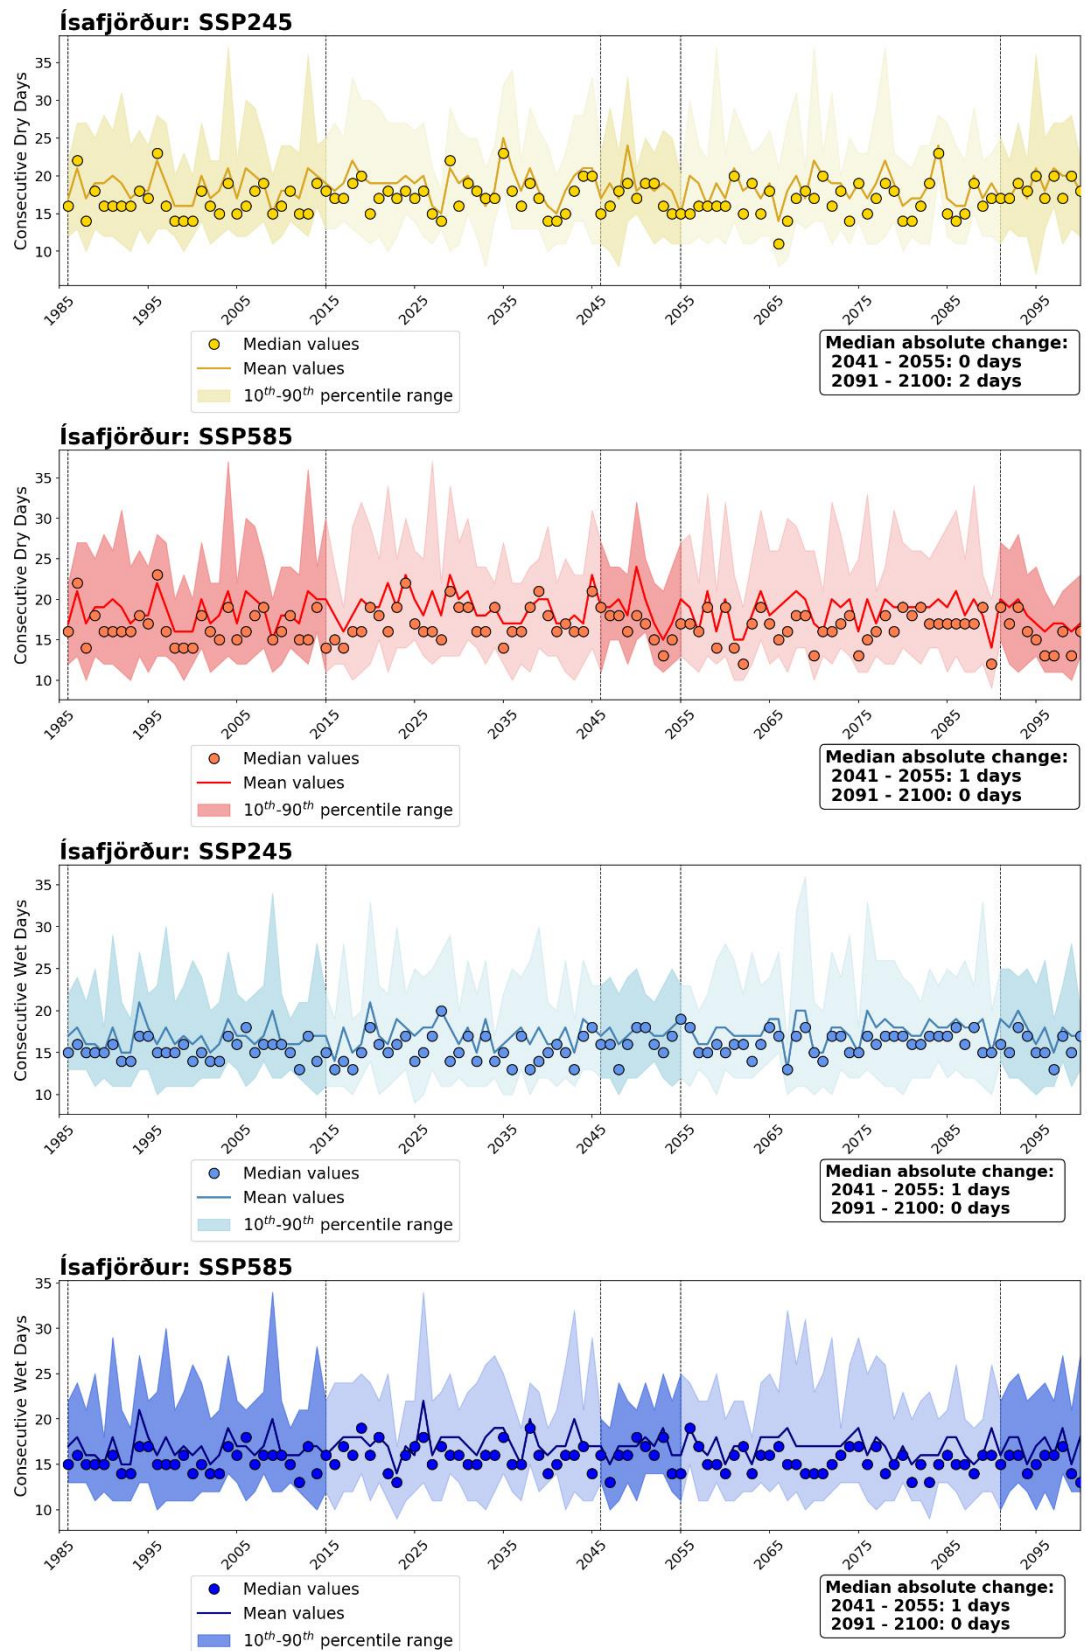 Ísafjörður: SSP245
Consecutive Dry Days
35
30
25
20
15
10
1985 1995 2005 2015 2025 2035 2045 2055 2065 2075 2085 2095
Median values
Mean values
10th-90th percentile range
Median absolute change:
2041 - 2055: 0 days
2091 - 2100: 2 days
Ísafjörður: SSP585
Consecutive Dry Days
35
30
25
20
15
10
1985 1995 2005 2015 2025 2035 2045 2055 2065 2075 2085 2095
Median values
Mean values
10th-90th percentile range
Median absolute change:
2041 - 2055: 1 days
2091 - 2100: 0 days
Ísafjörður: SSP245
Consecutive Wet Days
35
30
25
20
15
10
1985 1995 2005 2015 2025 2035 2045 2055 2065 2075 2085 2095
Median values
Mean values
10th-90th percentile range
Median absolute change:
2041 - 2055: 1 days
2091 - 2100: 0 days
Ísafjörður: SSP585
Consecutive Wet Days
35
30
25
20
15
10
1985 1995 2005 2015 2025 2035 2045 2055 2065 2075 2085 2095
Median values
Mean values
10th-90th percentile range
Median absolute change:
2041 - 2055: 1 days
2091 - 2100: 0 days